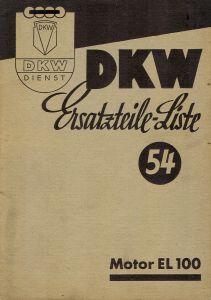 DKW
DKW
DIENST
DKW
Ersatzteile-Liste
54
Motor EL 100